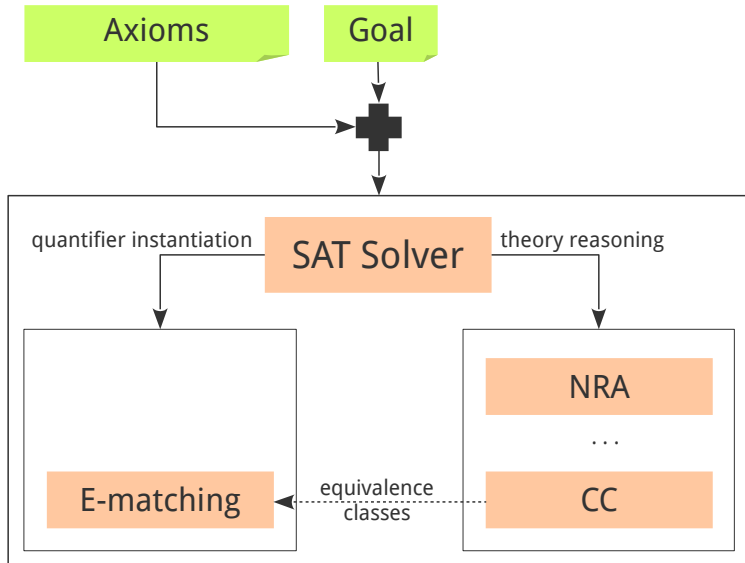 Axioms
Goal
quantifier instantiation
SAT Solver
theory reasoning
NRA
...
E-matching
equivalence
classes
CC